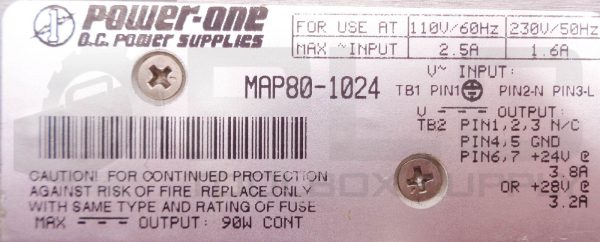 POWER-ONE
D.C. POWER SUPPLIES
FOR USE AT 110V/60Hz 230V/50Hz
MAX ~INPUT 2.5A 1.6A
MAP80-1024
V~ INPUT:
TB1 PIN1 PIN2-N PIN3-L
V OUTPUT:
TB2 PIN1,2,3 N/C
PIN4,5 GND
PIN6,7 +24V @
3.8A
OR +28V @
3.2A
CAUTION! FOR CONTINUED PROTECTION
AGAINST RISK OF FIRE REPLACE ONLY
WITH SAME TYPE AND RATING OF FUSE
MAX OUTPUT: 90W CONT